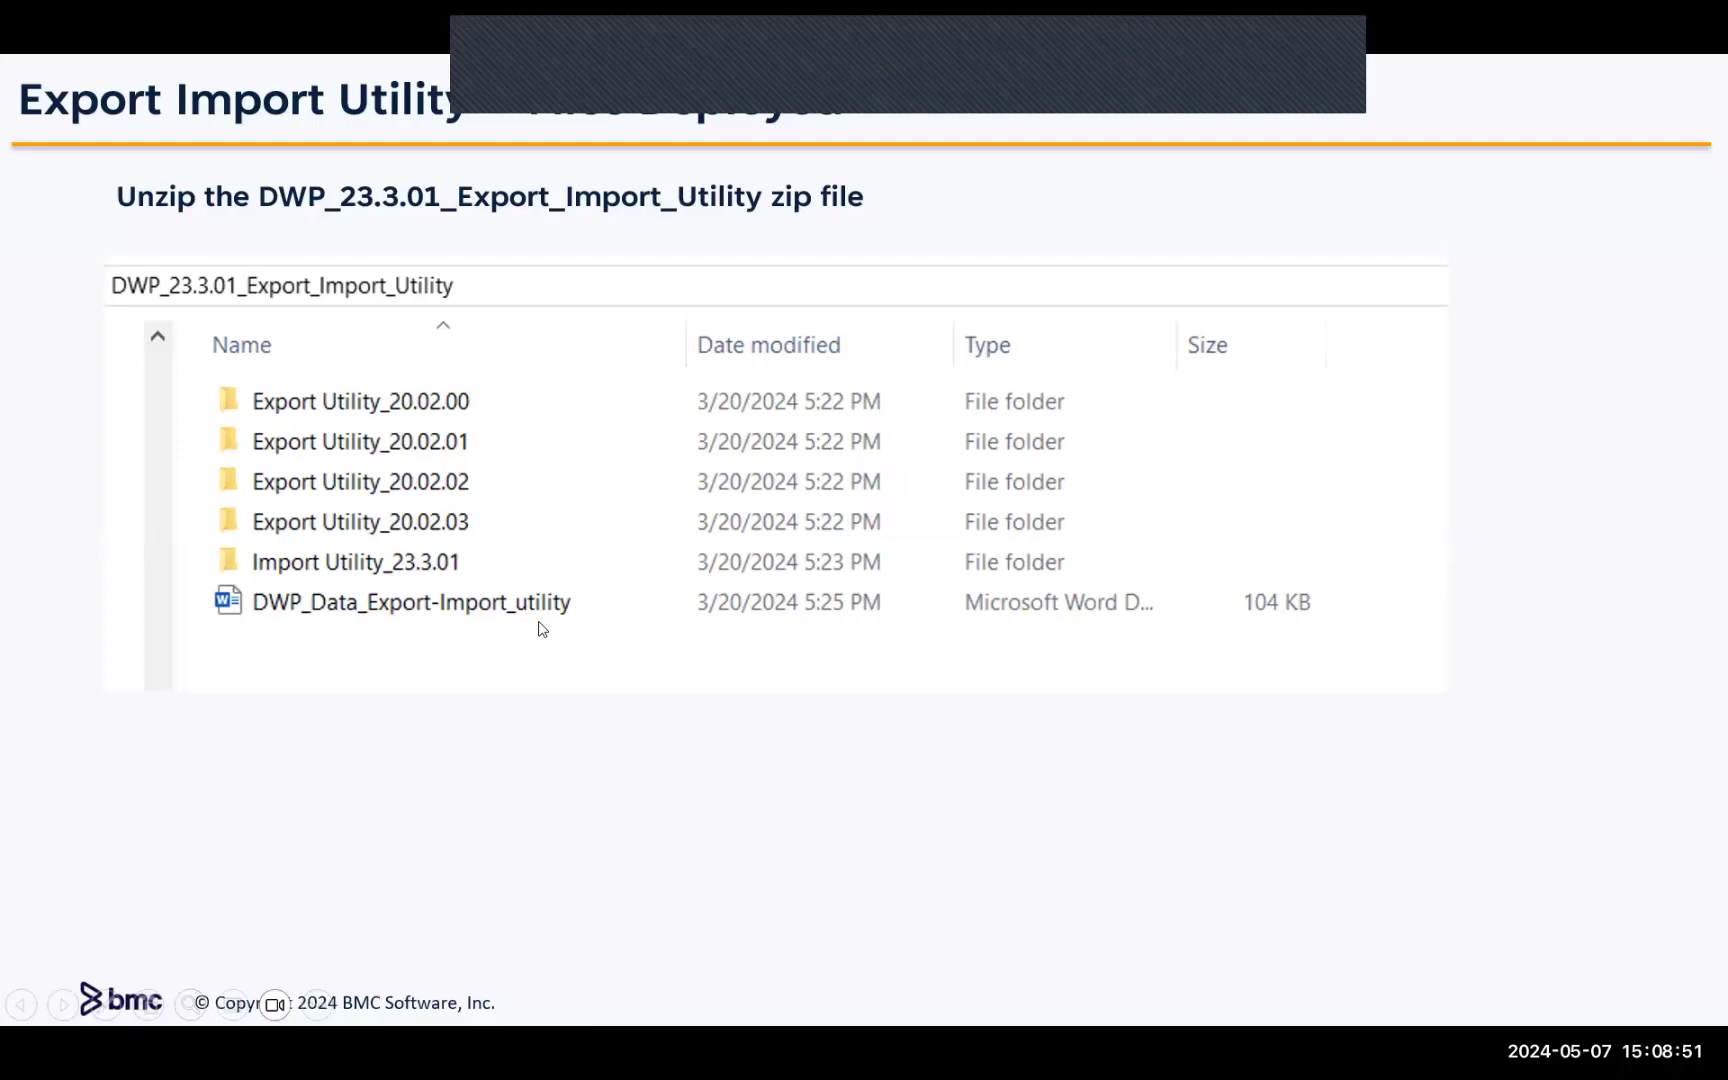 Export Import Utility
Unzip the DWP_23.3.01_Export_Import_Utility zip file
DWP_23.3.01_Export_Import_Utility
Name Date modified Type Size
Export Utility_20.02.00 3/20/2024 5:22 PM File folder
Export Utility_20.02.01 3/20/2024 5:22 PM File folder
Export Utility_20.02.02 3/20/2024 5:22 PM File folder
Export Utility_20.02.03 3/20/2024 5:22 PM File folder
Import Utility_23.3.01 3/20/2024 5:23 PM File folder
DWP_Data_Export-Import_utility 3/20/2024 5:25 PM Microsoft Word D... 104 KB
bmc © Copyr t 2024 BMC Software, Inc.
2024-05-07 15:08:51